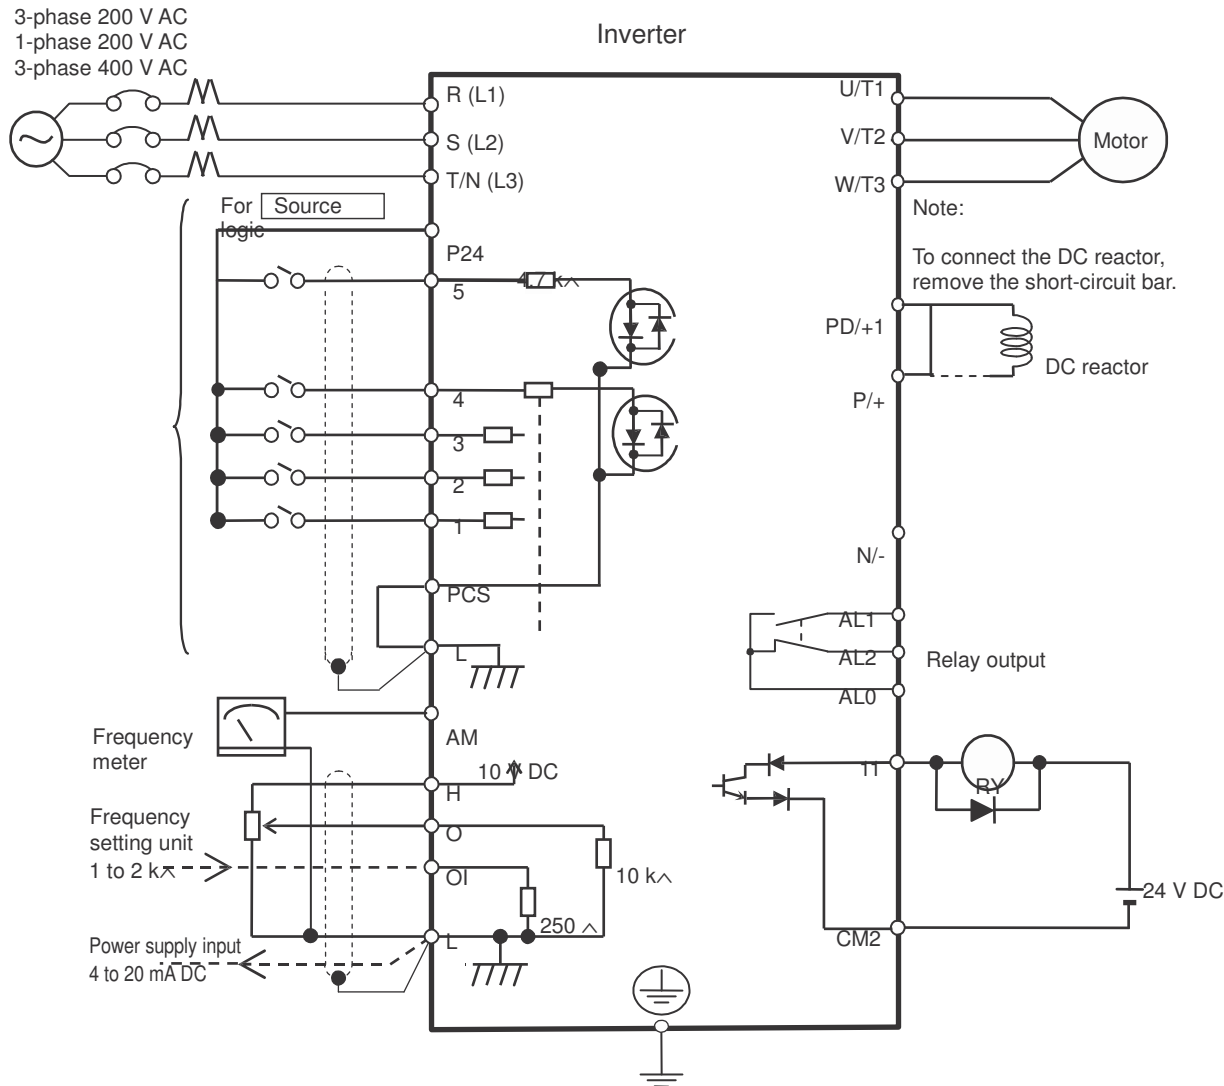 3-phase 200 V AC
1-phase 200 V AC
3-phase 400 V AC
Inverter
R (L1)
S (L2)
T/N (L3)
U/T1
V/T2
W/T3
Motor
Note:
To connect the DC reactor,
remove the short-circuit bar.
For Source
logic
P24
5
4.7 k
4
3
2
1
PCS
L
PD/+1
P/+
DC reactor
N/-
AL1
AL2
AL0
Relay output
Frequency
meter
AM
10 V DC
H
O
OI
L
Frequency
setting unit
1 to 2 k
10 k
250
Power supply input
4 to 20 mA DC
11
RY
CM2
24 V DC